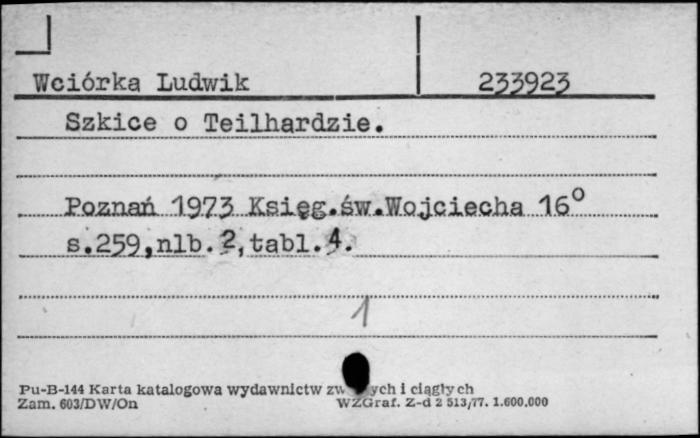 Wciórka Ludwik 233923
Szkice o Teilhardzie.
Poznań 1973 Księg.św.Wojciecha 16°
s.259,nlb.2,tabl.4.
1
Pu-B-144 Karta katalogowa wydawnictw i ciągłych
Zam. 603/DW/On WZGraf. Z-d 2 513/77. 1.600.000